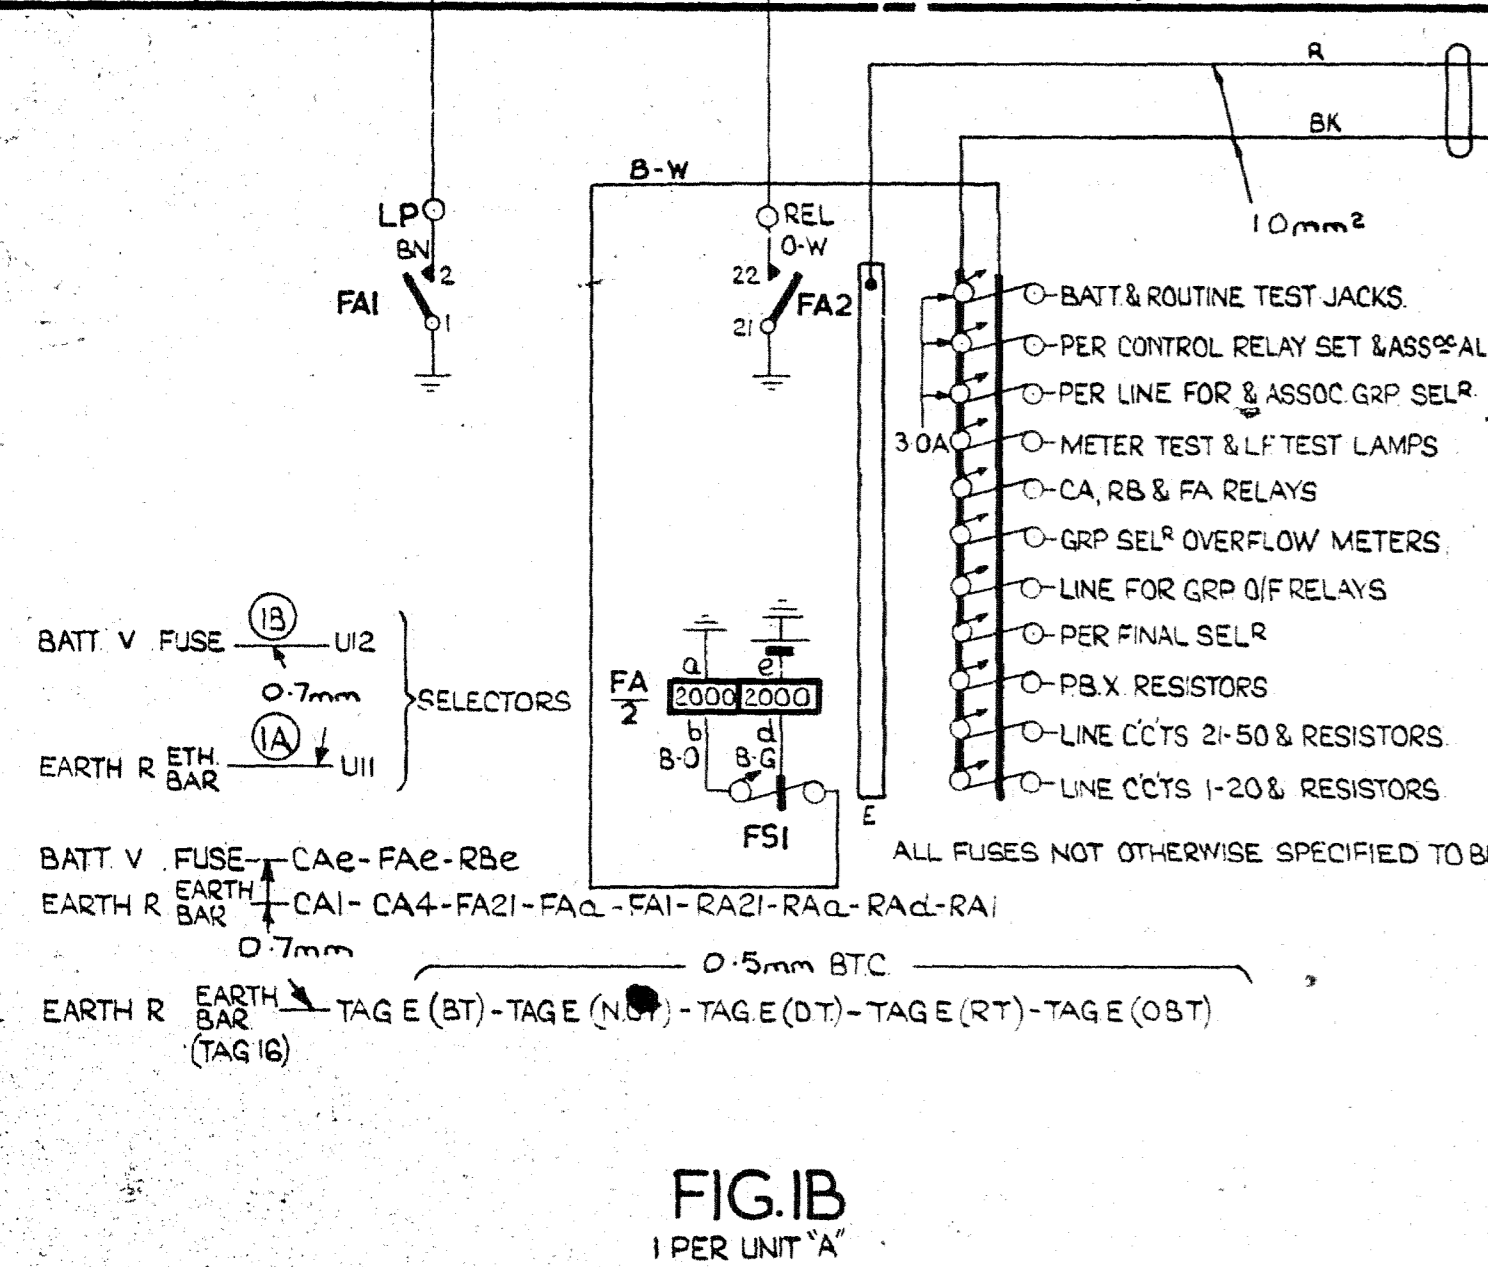 R
BK
B-W
10mm²
LP
BN
2
FA1
1
REL
O-W
22
FA2
21
BATT. & ROUTINE TEST JACKS.
PER CONTROL RELAY SET & ASSOC AL
PER LINE FOR & ASSOC. GRP SELR.
3·0A
METER TEST & LF TEST LAMPS
CA, RB & FA RELAYS
GRP SELR OVERFLOW METERS.
LINE FOR GRP O/F RELAYS
PER FINAL SELR
P.B.X. RESISTORS
LINE C'C'TS 21-50 & RESISTORS.
LINE C'C'TS 1-20 & RESISTORS.
BATT. V FUSE 1B U12
0·7mm
SELECTORS
EARTH R ETH. BAR 1A U11
a e
FA/2 2000 2000
b d
B-O B-G
FS1
E
ALL FUSES NOT OTHERWISE SPECIFIED TO
BATT. V FUSE CAe-FAe-RBe
EARTH R EARTH BAR CA1-CA4-FA21-FAa-FA1-RA21-RAa-RAd-RA1
0·7mm
0·5mm BT.C.
EARTH R EARTH BAR (TAG 16) TAG E (BT)-TAG E -TAG.E (DT.)-TAG E (RT)-TAG E (OBT)
FIG.1B
1 PER UNIT "A"